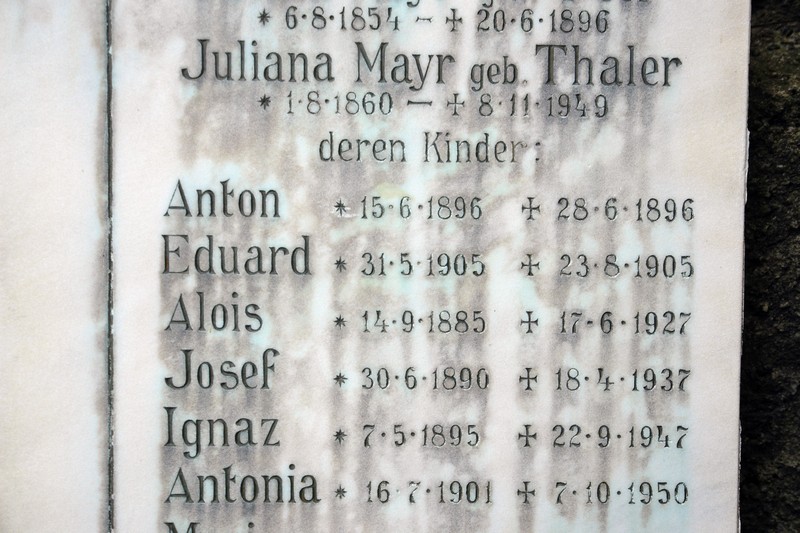 * 6·8·1854 – ✝ 20·6·1896
Juliana Mayr geb. Thaler
* 1·8·1860 — ✝ 8·11·1949
deren Kinder:
Anton * 15·6·1896 ✝ 28·6·1896
Eduard * 31·5·1905 ✝ 23·8·1905
Alois * 14·9·1885 ✝ 17·6·1927
Josef * 30·6·1890 ✝ 18·4·1937
Ignaz * 7·5·1895 ✝ 22·9·1947
Antonia * 16·7·1901 ✝ 7·10·1950